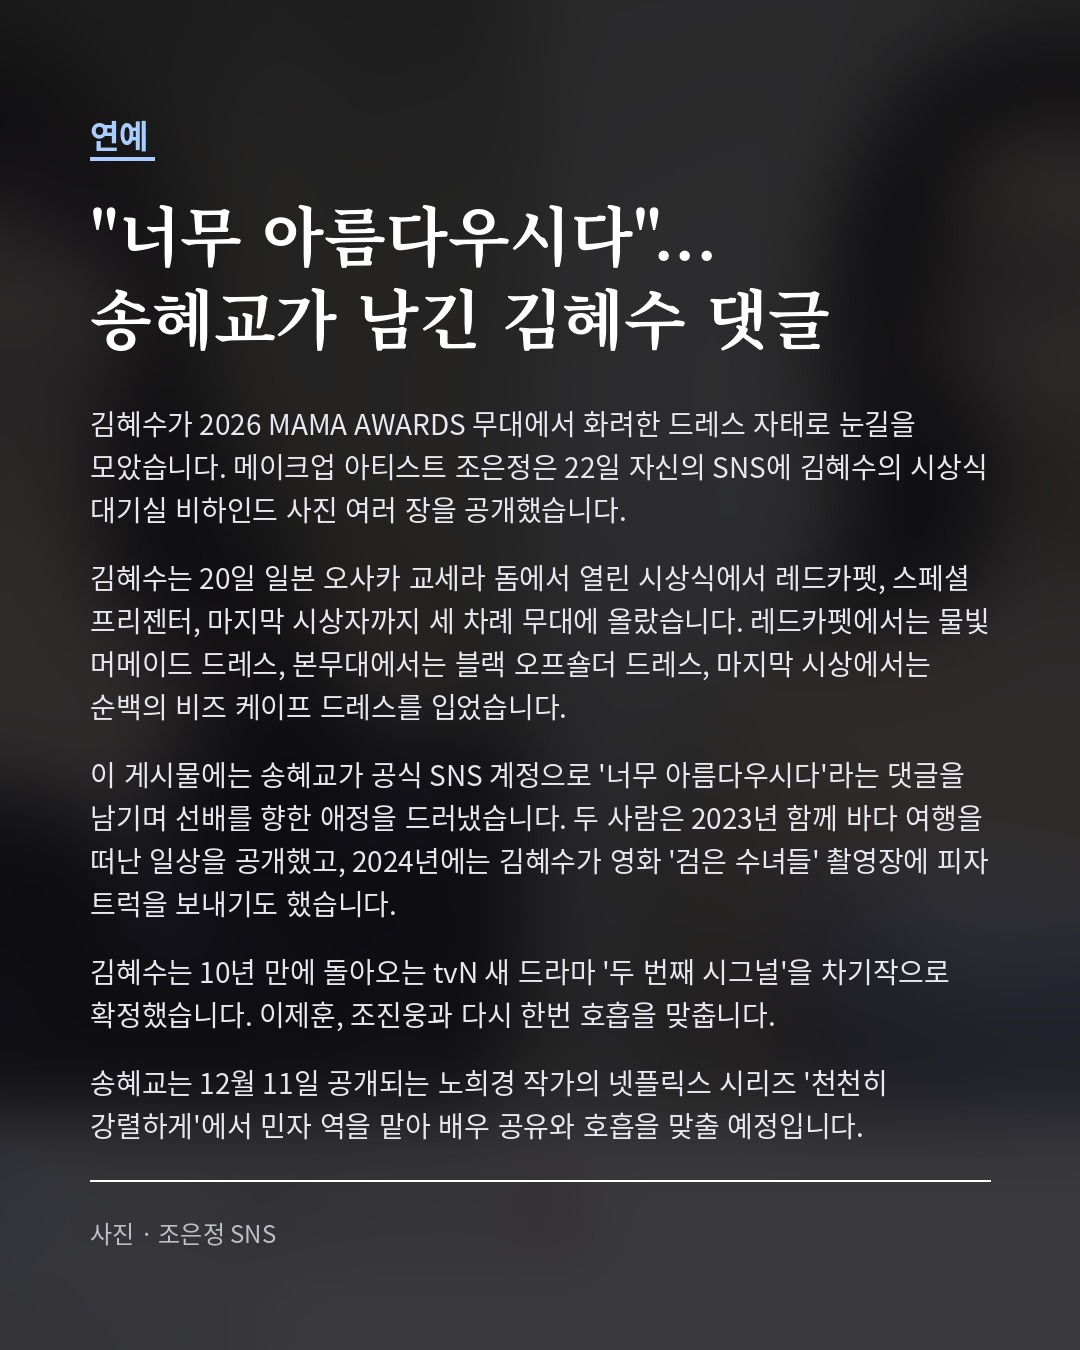 연예
"너무 아름다우시다"...
송혜교가 남긴 김혜수 댓글
김혜수가 2026 MAMA AWARDS 무대에서 화려한 드레스 자태로 눈길을
모았습니다. 메이크업 아티스트 조은정은 22일 자신의 SNS에 김혜수의 시상식
대기실 비하인드 사진 여러 장을 공개했습니다.
김혜수는 20일 일본 오사카 교세라 돔에서 열린 시상식에서 레드카펫, 스페셜
프리젠터, 마지막 시상자까지 세 차례 무대에 올랐습니다. 레드카펫에서는 물빛
머메이드 드레스, 본무대에서는 블랙 오프숄더 드레스, 마지막 시상에서는
순백의 비즈 케이프 드레스를 입었습니다.
이 게시물에는 송혜교가 공식 SNS 계정으로 '너무 아름다우시다'라는 댓글을
남기며 선배를 향한 애정을 드러냈습니다. 두 사람은 2023년 함께 바다 여행을
떠난 일상을 공개했고, 2024년에는 김혜수가 영화 '검은 수녀들' 촬영장에 피자
트럭을 보내기도 했습니다.
김혜수는 10년 만에 돌아오는 tvN 새 드라마 '두 번째 시그널'을 차기작으로
확정했습니다. 이제훈, 조진웅과 다시 한번 호흡을 맞춥니다.
송혜교는 12월 11일 공개되는 노희경 작가의 넷플릭스 시리즈 '천천히
강렬하게'에서 민자 역을 맡아 배우 공유와 호흡을 맞출 예정입니다.
사진 · 조은정 SNS